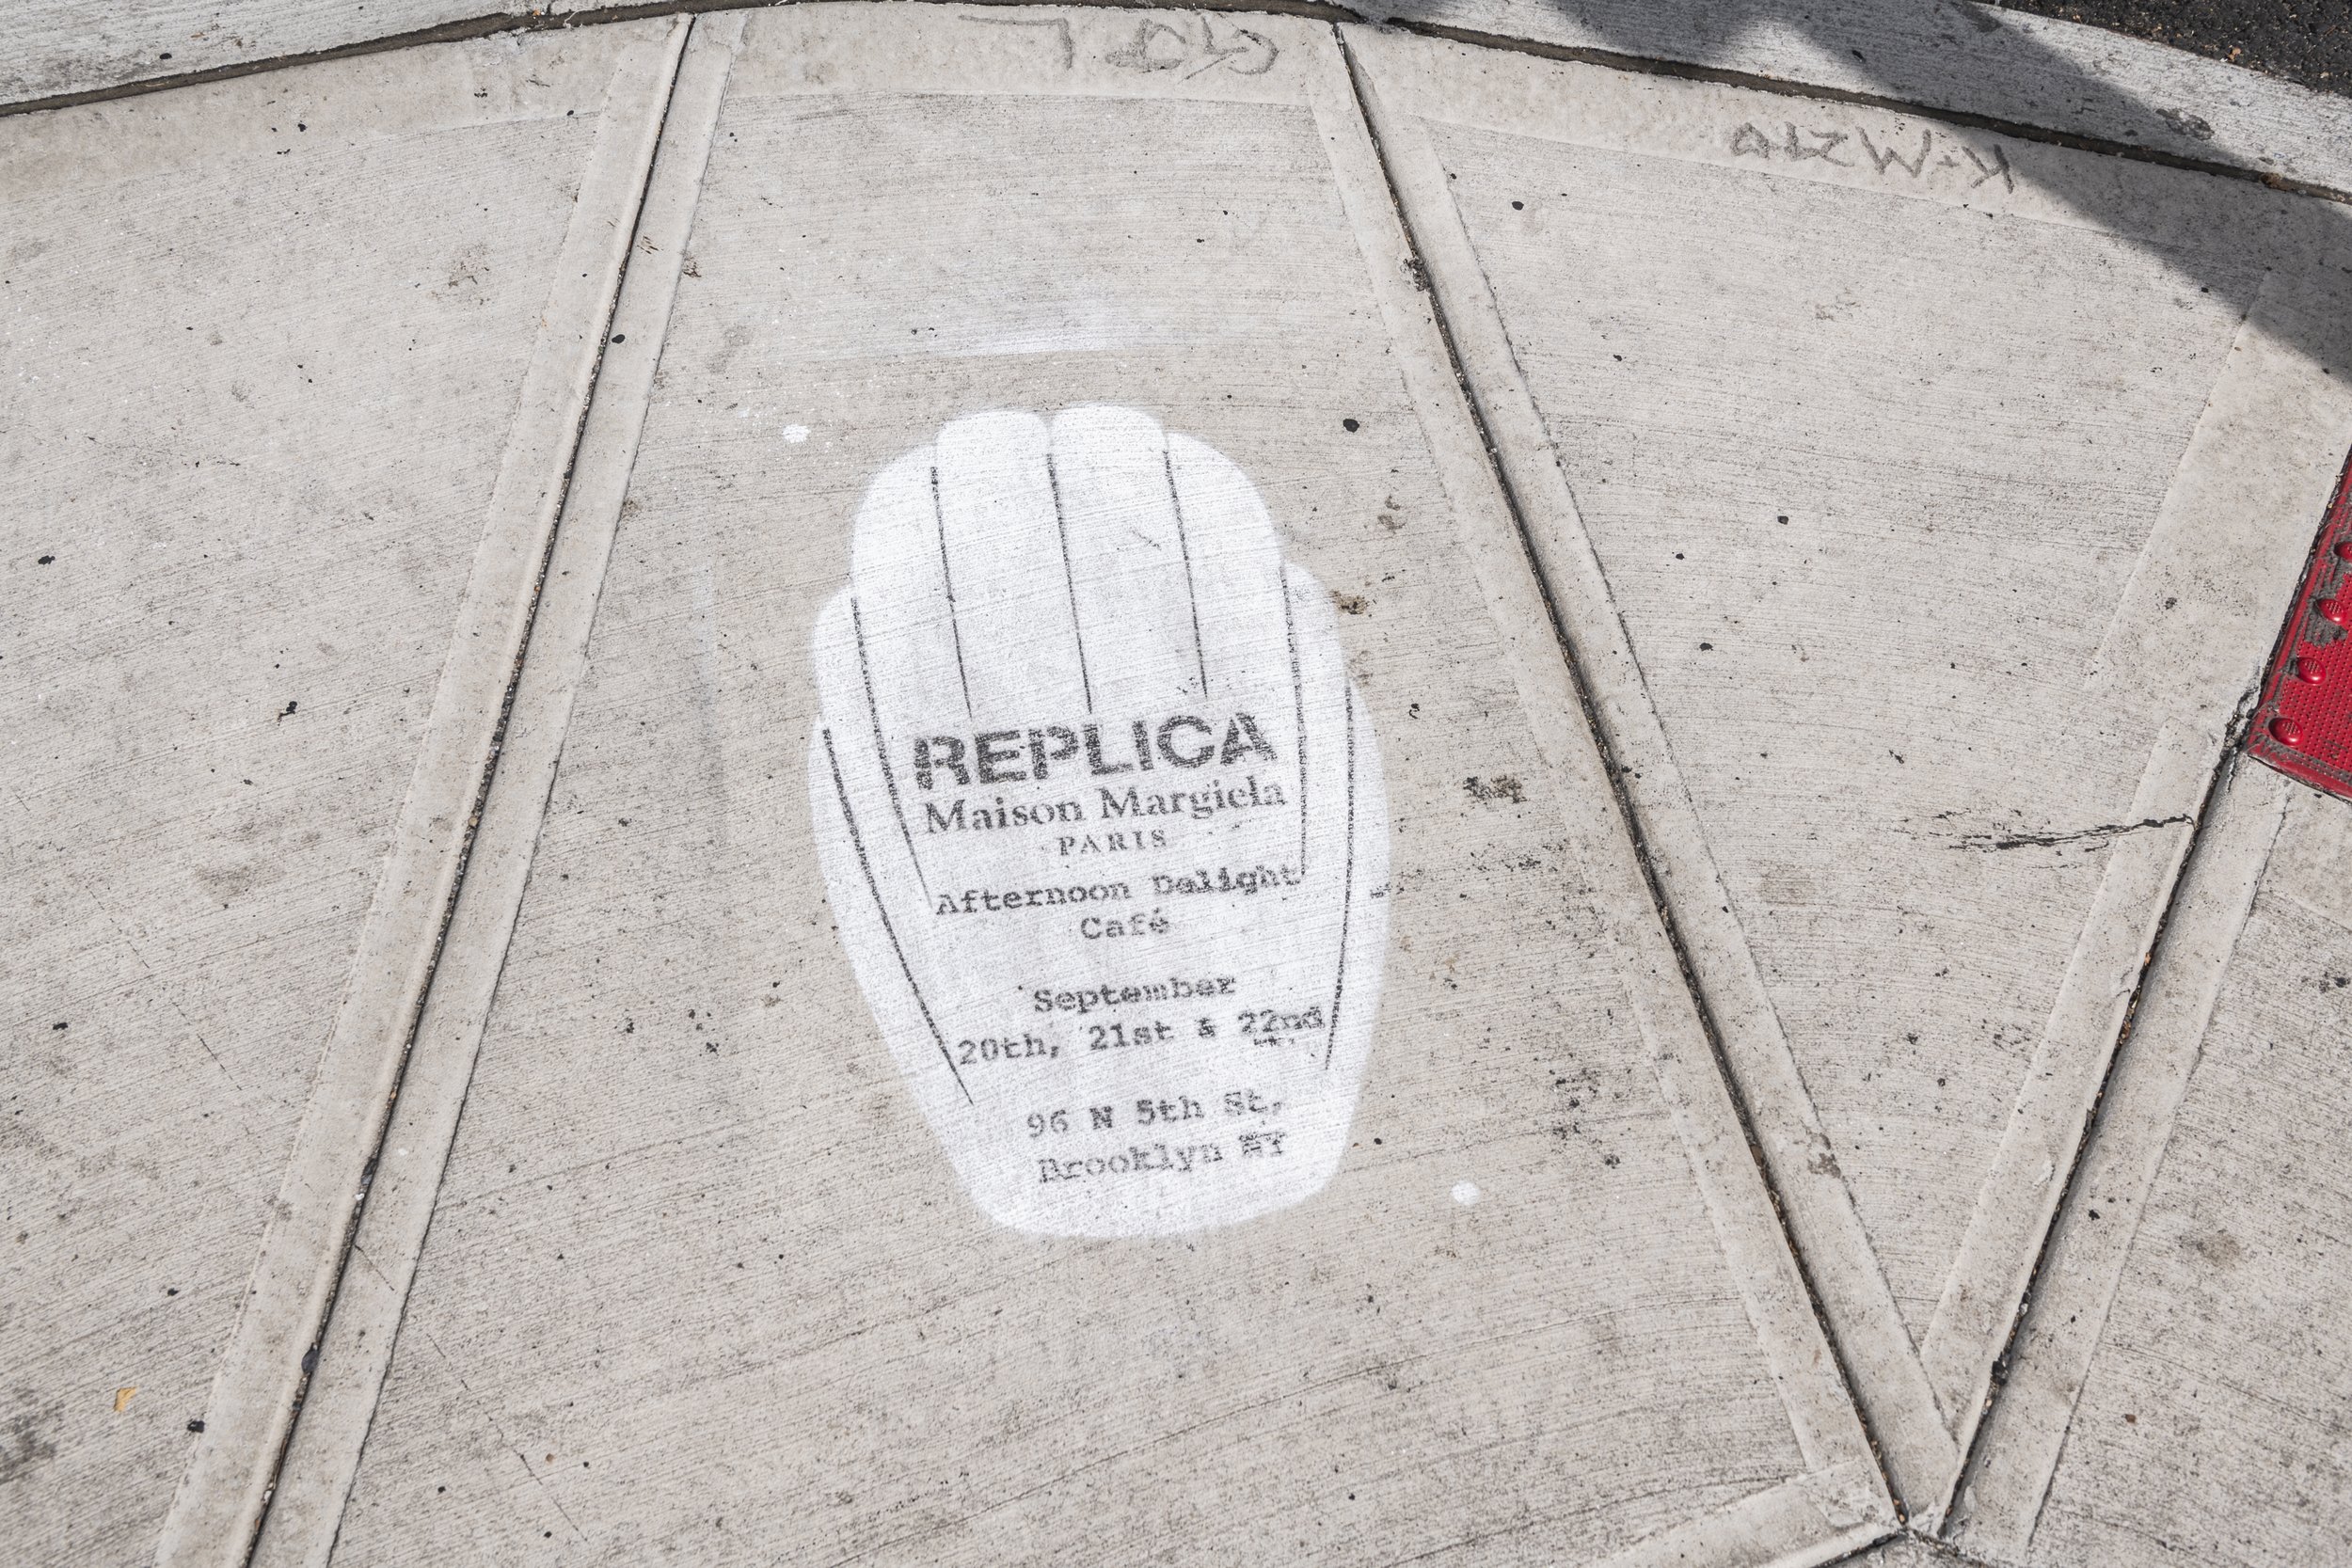 REPLICA
Maison Margiela
PARIS
Afternoon Delight
Café
September
20th, 21st & 22nd
96 N 5th St,
Brooklyn NY